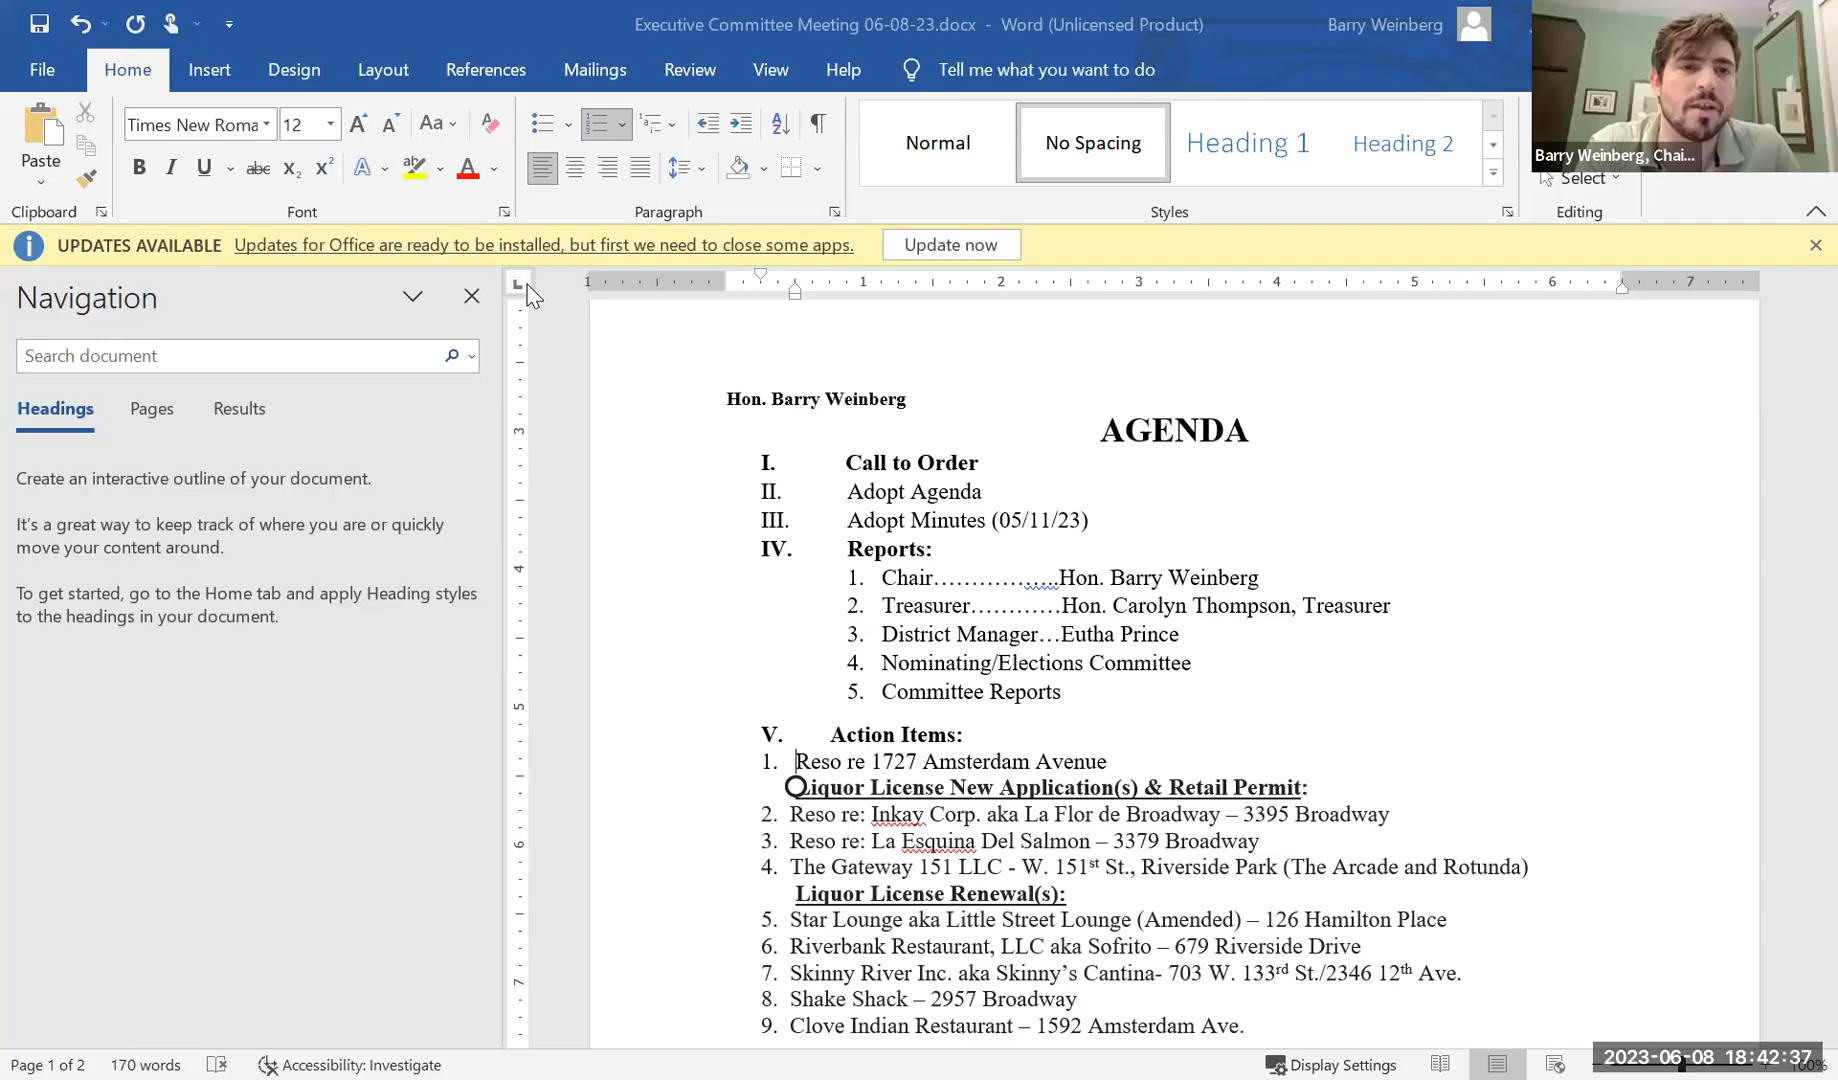 Executive Committee Meeting 06-08-23.docx - Word (Unlicensed Product)
Barry Weinberg
File Home Insert Design Layout References Mailings Review View Help Tell me what you want to do
Paste
Times New Roma 12
Normal
No Spacing
Heading 1
Heading 2
Barry Weinberg, Chai...
Select
Clipboard Font Paragraph Styles Editing
UPDATES AVAILABLE Updates for Office are ready to be installed, but first we need to close some apps. Update now
Navigation
Search document
Headings Pages Results
Create an interactive outline of your document.
It's a great way to keep track of where you are or quickly
move your content around.
To get started, go to the Home tab and apply Heading styles
to the headings in your document.
1 1 2 3 4 5 6 7
3
4
5
6
7
Hon. Barry Weinberg
AGENDA
I. Call to Order
II. Adopt Agenda
III. Adopt Minutes (05/11/23)
IV. Reports:
1. Chair……………..Hon. Barry Weinberg
2. Treasurer…………Hon. Carolyn Thompson, Treasurer
3. District Manager…Eutha Prince
4. Nominating/Elections Committee
5. Committee Reports
V. Action Items:
1. Reso re 1727 Amsterdam Avenue
Liquor License New Application(s) & Retail Permit:
2. Reso re: Inkay Corp. aka La Flor de Broadway – 3395 Broadway
3. Reso re: La Esquina Del Salmon – 3379 Broadway
4. The Gateway 151 LLC - W. 151st St., Riverside Park (The Arcade and Rotunda)
Liquor License Renewal(s):
5. Star Lounge aka Little Street Lounge (Amended) – 126 Hamilton Place
6. Riverbank Restaurant, LLC aka Sofrito – 679 Riverside Drive
7. Skinny River Inc. aka Skinny's Cantina- 703 W. 133rd St./2346 12th Ave.
8. Shake Shack – 2957 Broadway
9. Clove Indian Restaurant – 1592 Amsterdam Ave.
Page 1 of 2 170 words Accessibility: Investigate Display Settings 100%
2023-06-08 18:42:37